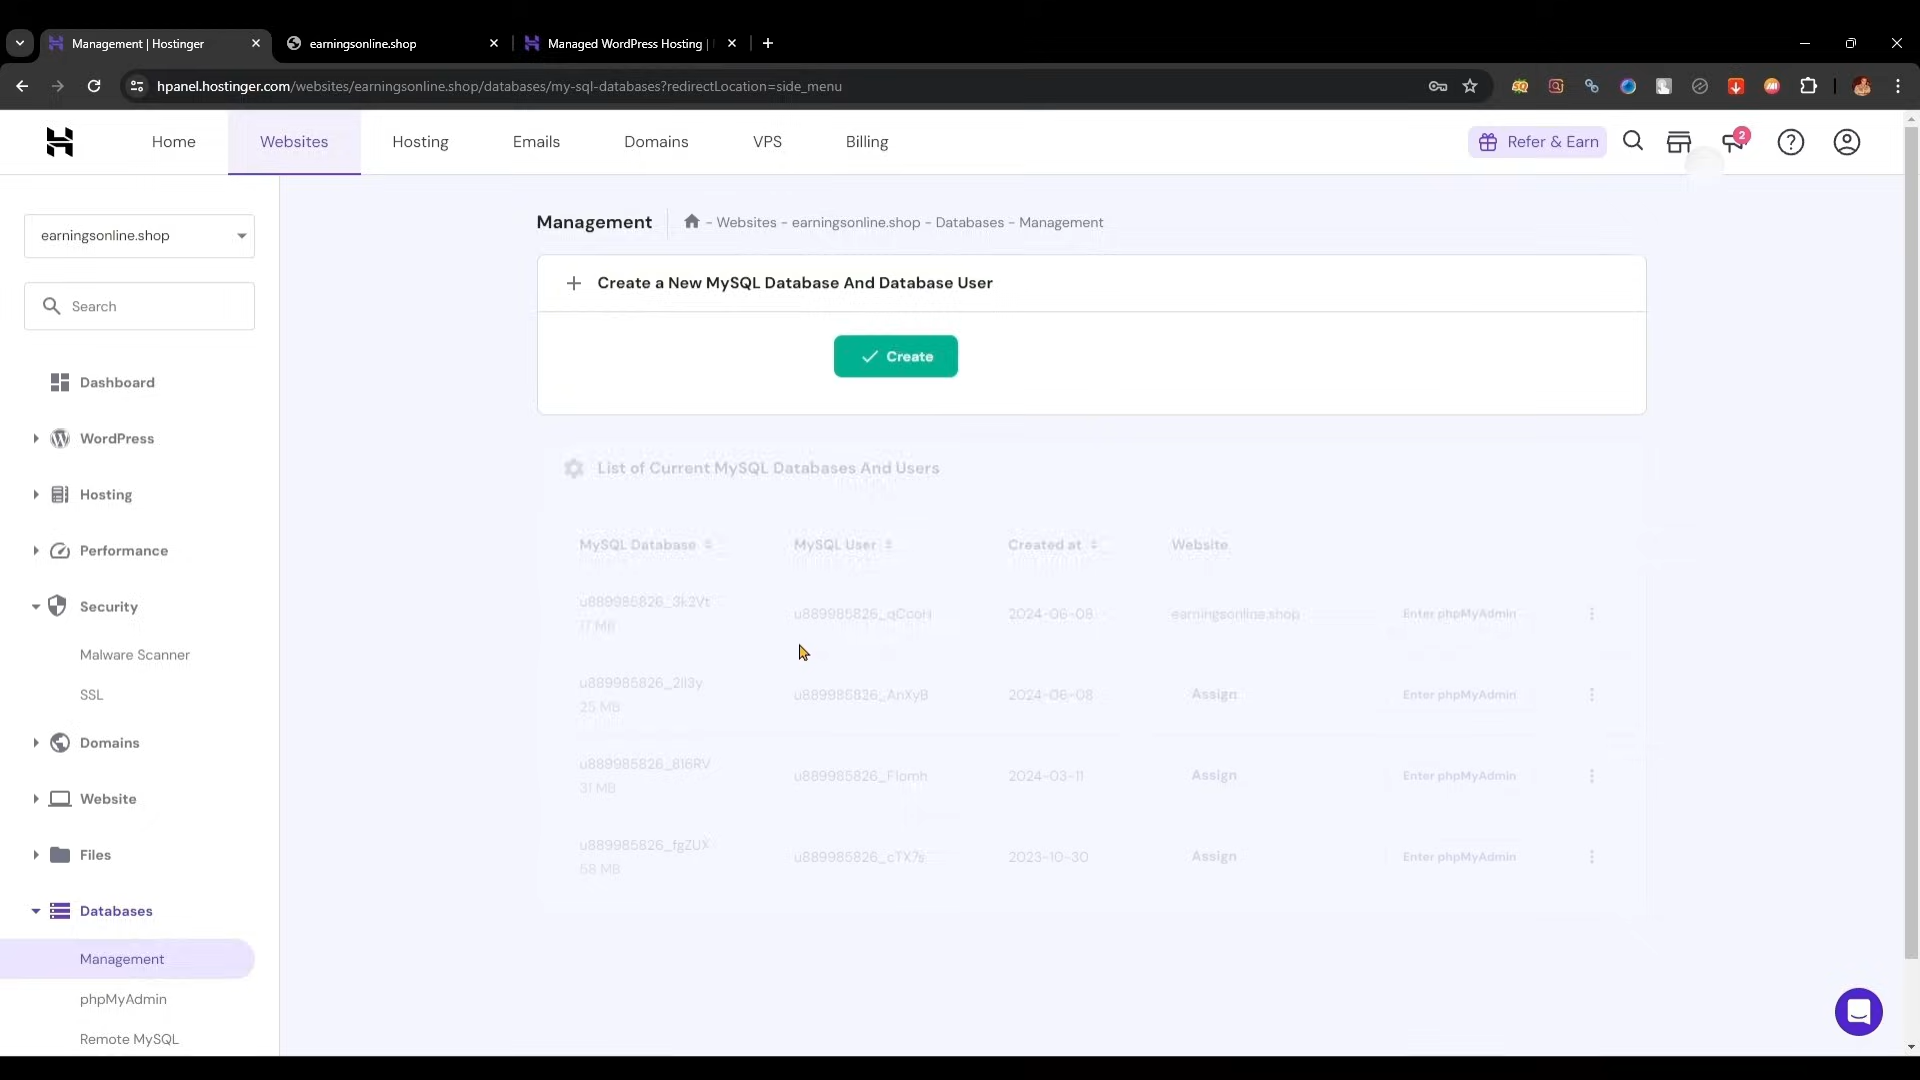 Management | Hostinger
earningsonline.shop
Managed WordPress Hosting |
hpanel.hostinger.com/websites/earningsonline.shop/databases/my-sql-databases?redirectLocation=side_menu
Home
Websites
Hosting
Emails
Domains
VPS
Billing
Refer & Earn
2
earningsonline.shop
Search
Dashboard
WordPress
Hosting
Performance
Security
Malware Scanner
SSL
Domains
Website
Files
Databases
Management
phpMyAdmin
Remote MySQL
Management
- Websites - earningsonline.shop - Databases - Management
Create a New MySQL Database And Database User
Create
List of Current MySQL Databases And Users
MySQL Database
MySQL User
Created at
Website
u889985826_3k2Vt
17 MB
u889985826_qCcoH
2024-06-08
earningsonline.shop
Enter phpMyAdmin
25 MB
u889985826_AnXyB
2024-06-08
Assign
Enter phpMyAdmin
u889985826_816RV
31 MB
2024-03-11
Assign
Enter phpMyAdmin
u889985826_fgZUX
58 MB
u889985826_cTX7s
2023-10-30
Assign
Enter phpMyAdmin